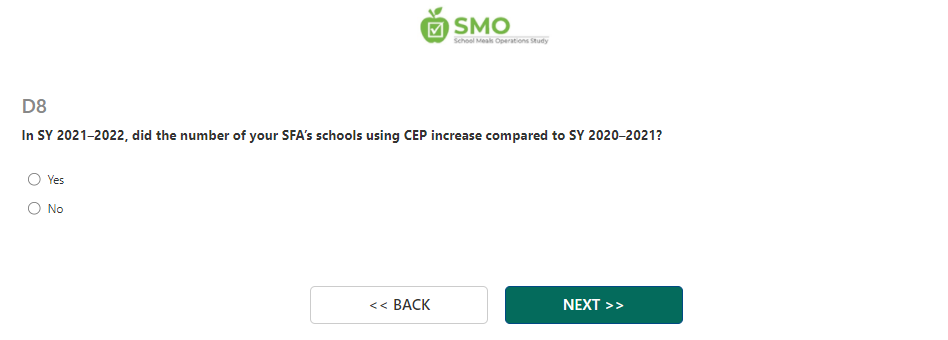 SMO
School Meals Operations Study
D8
In SY 2021–2022, did the number of your SFA’s schools using CEP increase compared to SY 2020–2021?
Yes
No
<< BACK
NEXT >>